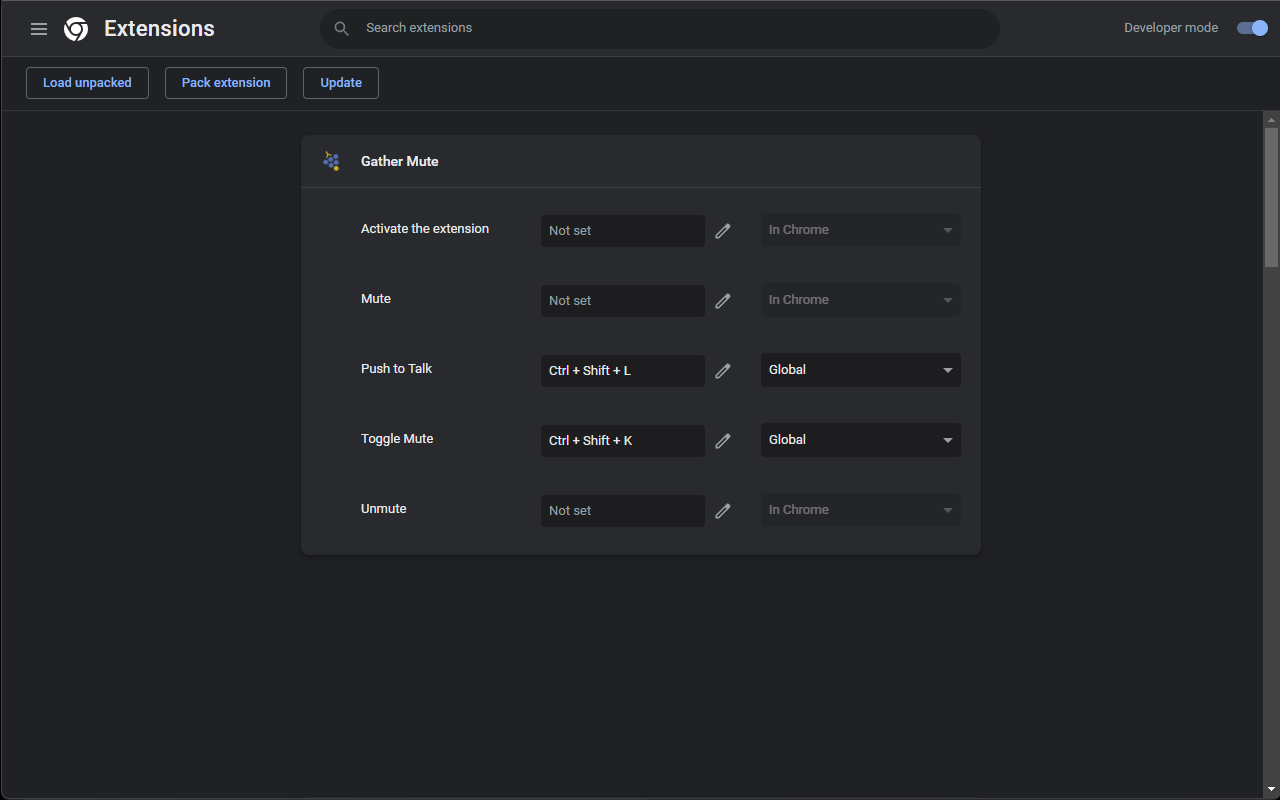 Extensions
Search extensions
Developer mode
Load unpacked
Pack extension
Update
Gather Mute
Activate the extension
Not set
In Chrome
Mute
Not set
In Chrome
Push to Talk
Ctrl + Shift + L
Global
Toggle Mute
Ctrl + Shift + K
Global
Unmute
Not set
In Chrome